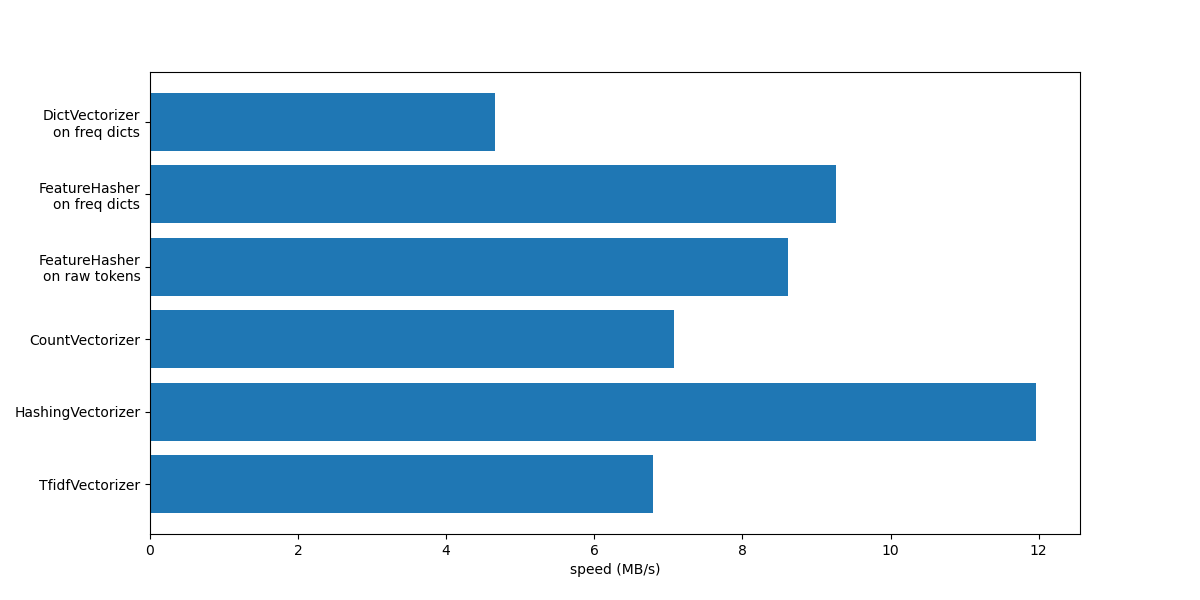 DictVectorizer
on freq dicts
FeatureHasher
on freq dicts
FeatureHasher
on raw tokens
CountVectorizer
HashingVectorizer
TfidfVectorizer
0 2 4 6 8 10 12
speed (MB/s)